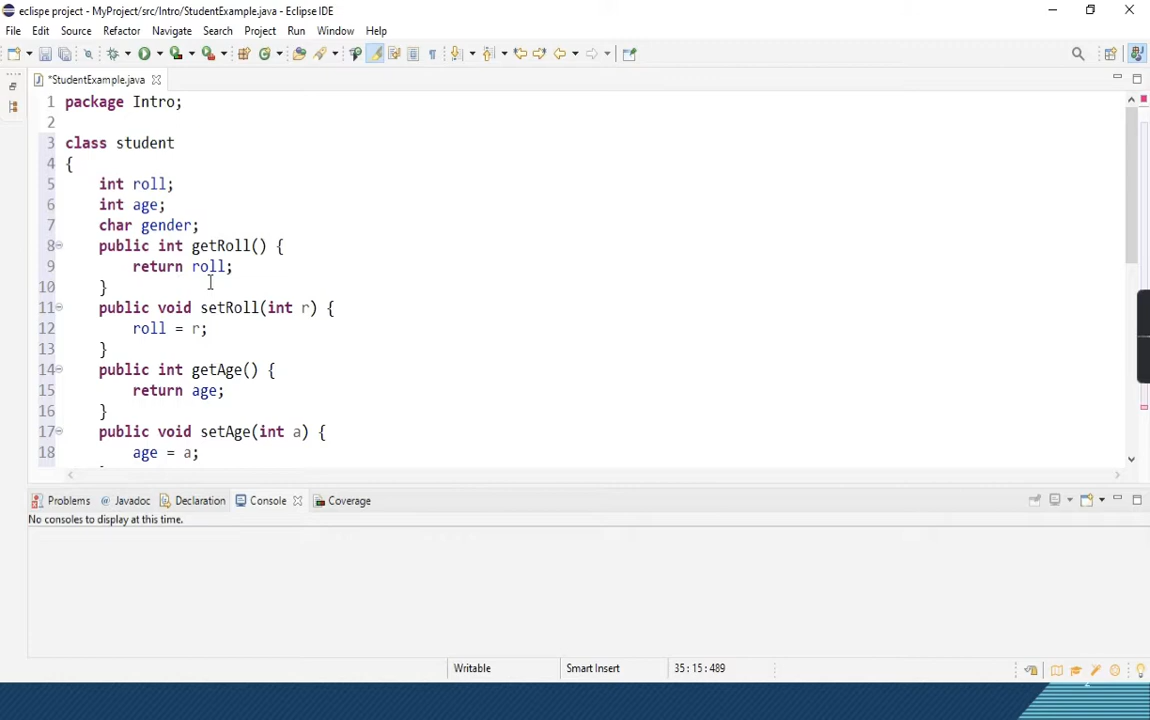 eclispe project - MyProject/src/Intro/StudentExample.java - Eclipse IDE
File Edit Source Refactor Navigate Search Project Run Window Help
*StudentExample.java
1 package Intro;
2
3 class student
4 {
5 int roll;
6 int age;
7 char gender;
8 public int getRoll() {
9 return roll;
10 }
11 public void setRoll(int r) {
12 roll = r;
13 }
14 public int getAge() {
15 return age;
16 }
17 public void setAge(int a) {
18 age = a;
Problems @ Javadoc Declaration Console Coverage
No consoles to display at this time.
Writable Smart Insert 35 : 15 : 489